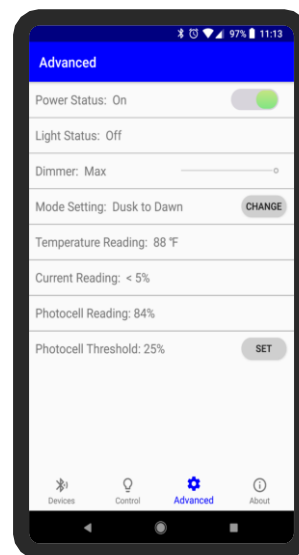 97% 11:13
Advanced
Power Status: On
Light Status: Off
Dimmer: Max
Mode Setting: Dusk to Dawn CHANGE
Temperature Reading: 88 °F
Current Reading: < 5%
Photocell Reading: 84%
Photocell Threshold: 25% SET
Devices Control Advanced About